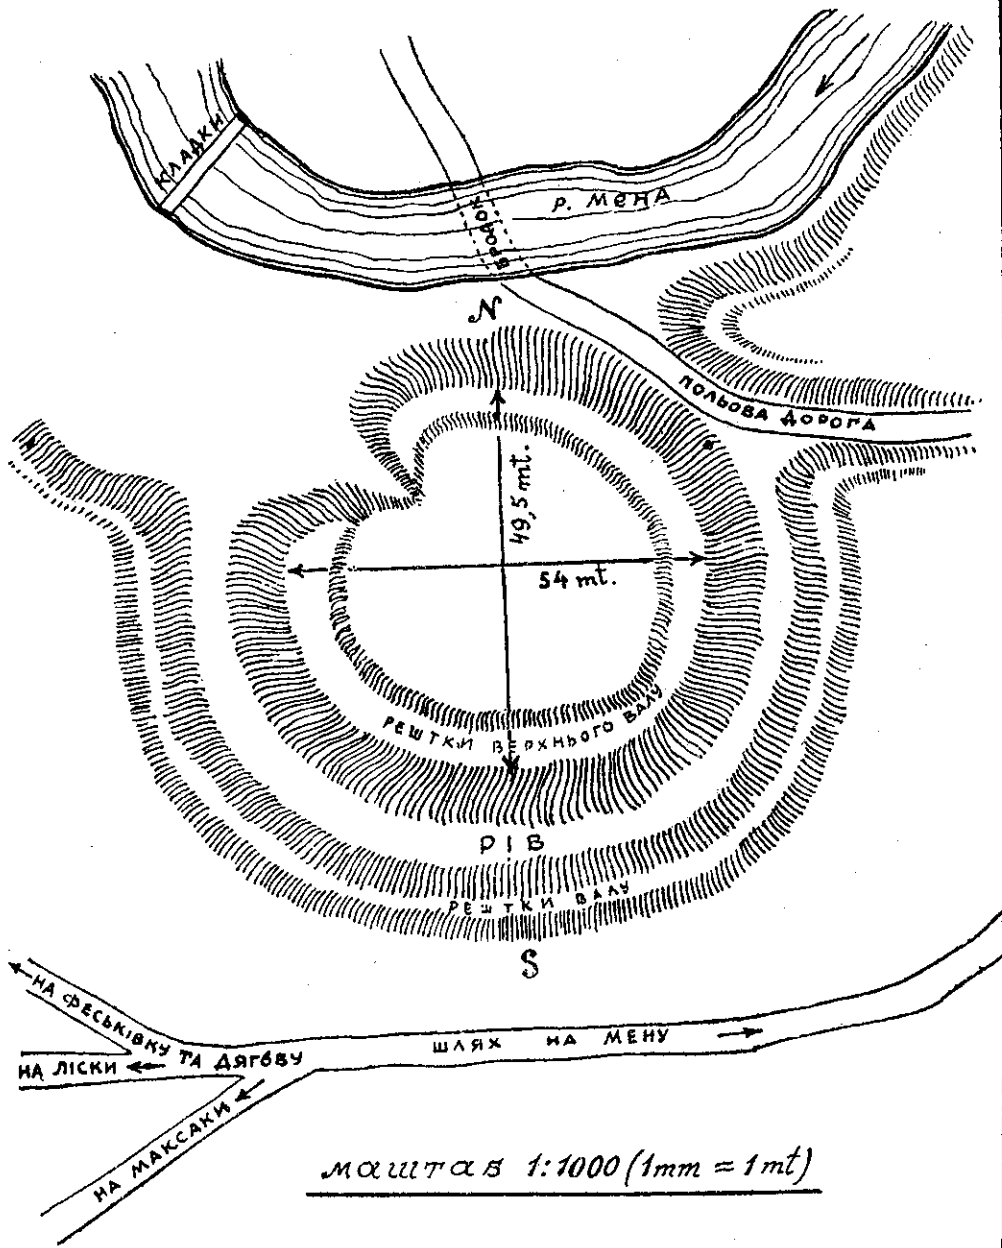 КЛАДКИ
Р. МЕНА
БРОДОК
N
ПОЛЬОВА ДОРОГА
49,5 mt.
54 mt.
РЕШТКИ ВЕРХНЬОГО ВАЛУ
РІВ
РЕШТКИ ВАЛУ
S
НА ФЕСЬКІВКУ ТА ДЯГОВУ
ШЛЯХ НА МЕНУ
НА ЛІСКИ
НА МАКСАКИ
МАШТАБ 1:1000 (1mm = 1mt)